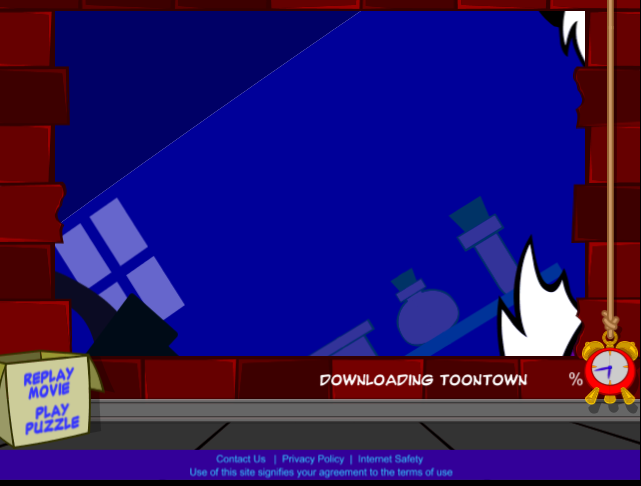 DOWNLOADING TOONTOWN %
REPLAY
MOVIE
PLAY
PUZZLE
Contact Us | Privacy Policy | Internet Safety
Use of this site signifies your agreement to the terms of use